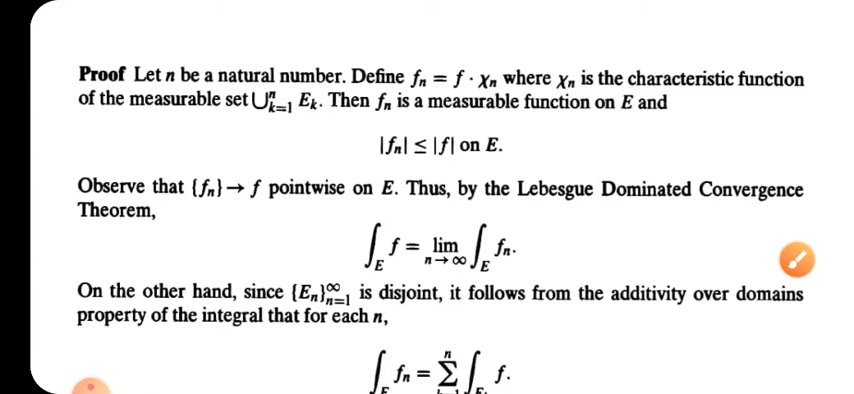 Proof Let n be a natural number. Define fₙ = f · χₙ where χₙ is the characteristic function
of the measurable set ⋃ⁿₖ₌₁ Eₖ. Then fₙ is a measurable function on E and
|fₙ| ≤ |f| on E.
Observe that {fₙ} → f pointwise on E. Thus, by the Lebesgue Dominated Convergence
Theorem,
∫_E f = lim_{n→∞} ∫_E fₙ.
On the other hand, since {Eₙ}^∞_{n=1} is disjoint, it follows from the additivity over domains
property of the integral that for each n,
∫_E fₙ = ∑ⁿₖ₌₁ ∫_{Eₖ} f.